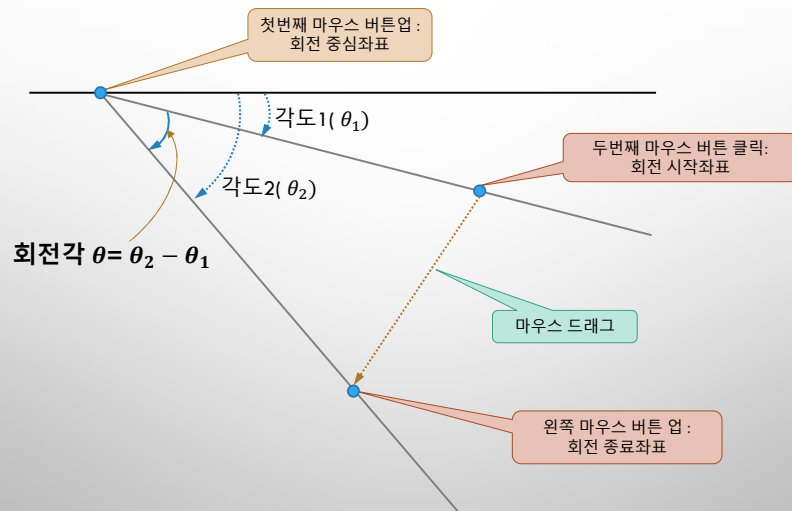 첫번째 마우스 버튼업 :
회전 중심좌표
각도1( θ₁)
두번째 마우스 버튼 클릭:
회전 시작좌표
각도2( θ₂)
회전각 θ= θ₂ − θ₁
마우스 드래그
왼쪽 마우스 버튼 업 :
회전 종료좌표